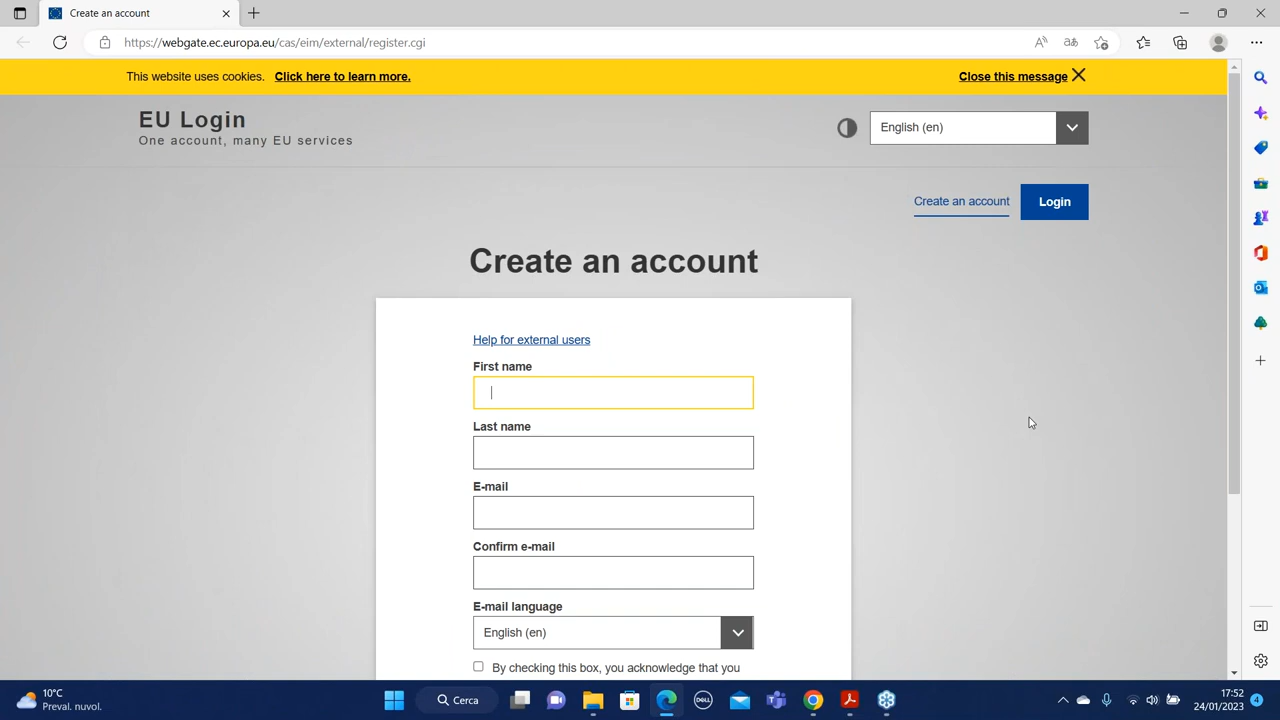 Create an account
https://webgate.ec.europa.eu/cas/eim/external/register.cgi
This website uses cookies. Click here to learn more.
Close this message
EU Login
One account, many EU services
English (en)
Create an account
Login
Create an account
Help for external users
First name
Last name
E-mail
Confirm e-mail
E-mail language
English (en)
By checking this box, you acknowledge that you
10°C
Preval. nuvol.
Cerca
DELL
17:52
24/01/2023
4